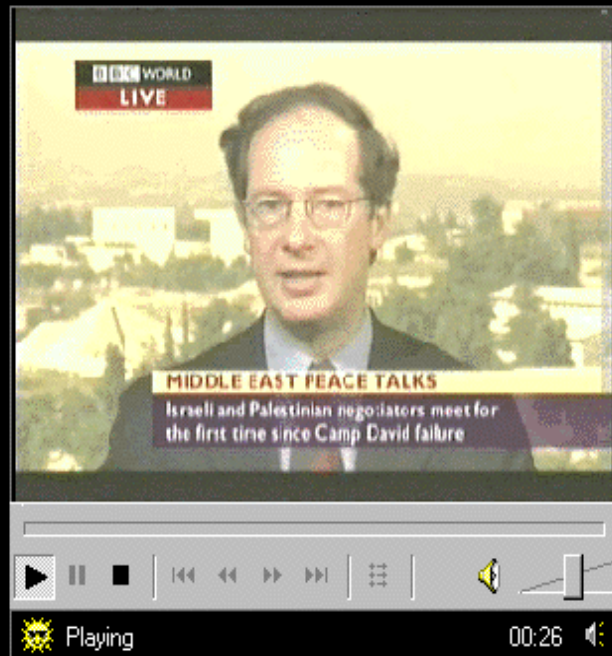 BBC WORLD
LIVE
MIDDLE EAST PEACE TALKS
Israeli and Palestinian negotiators meet for
the first time since Camp David failure
Playing 00:26